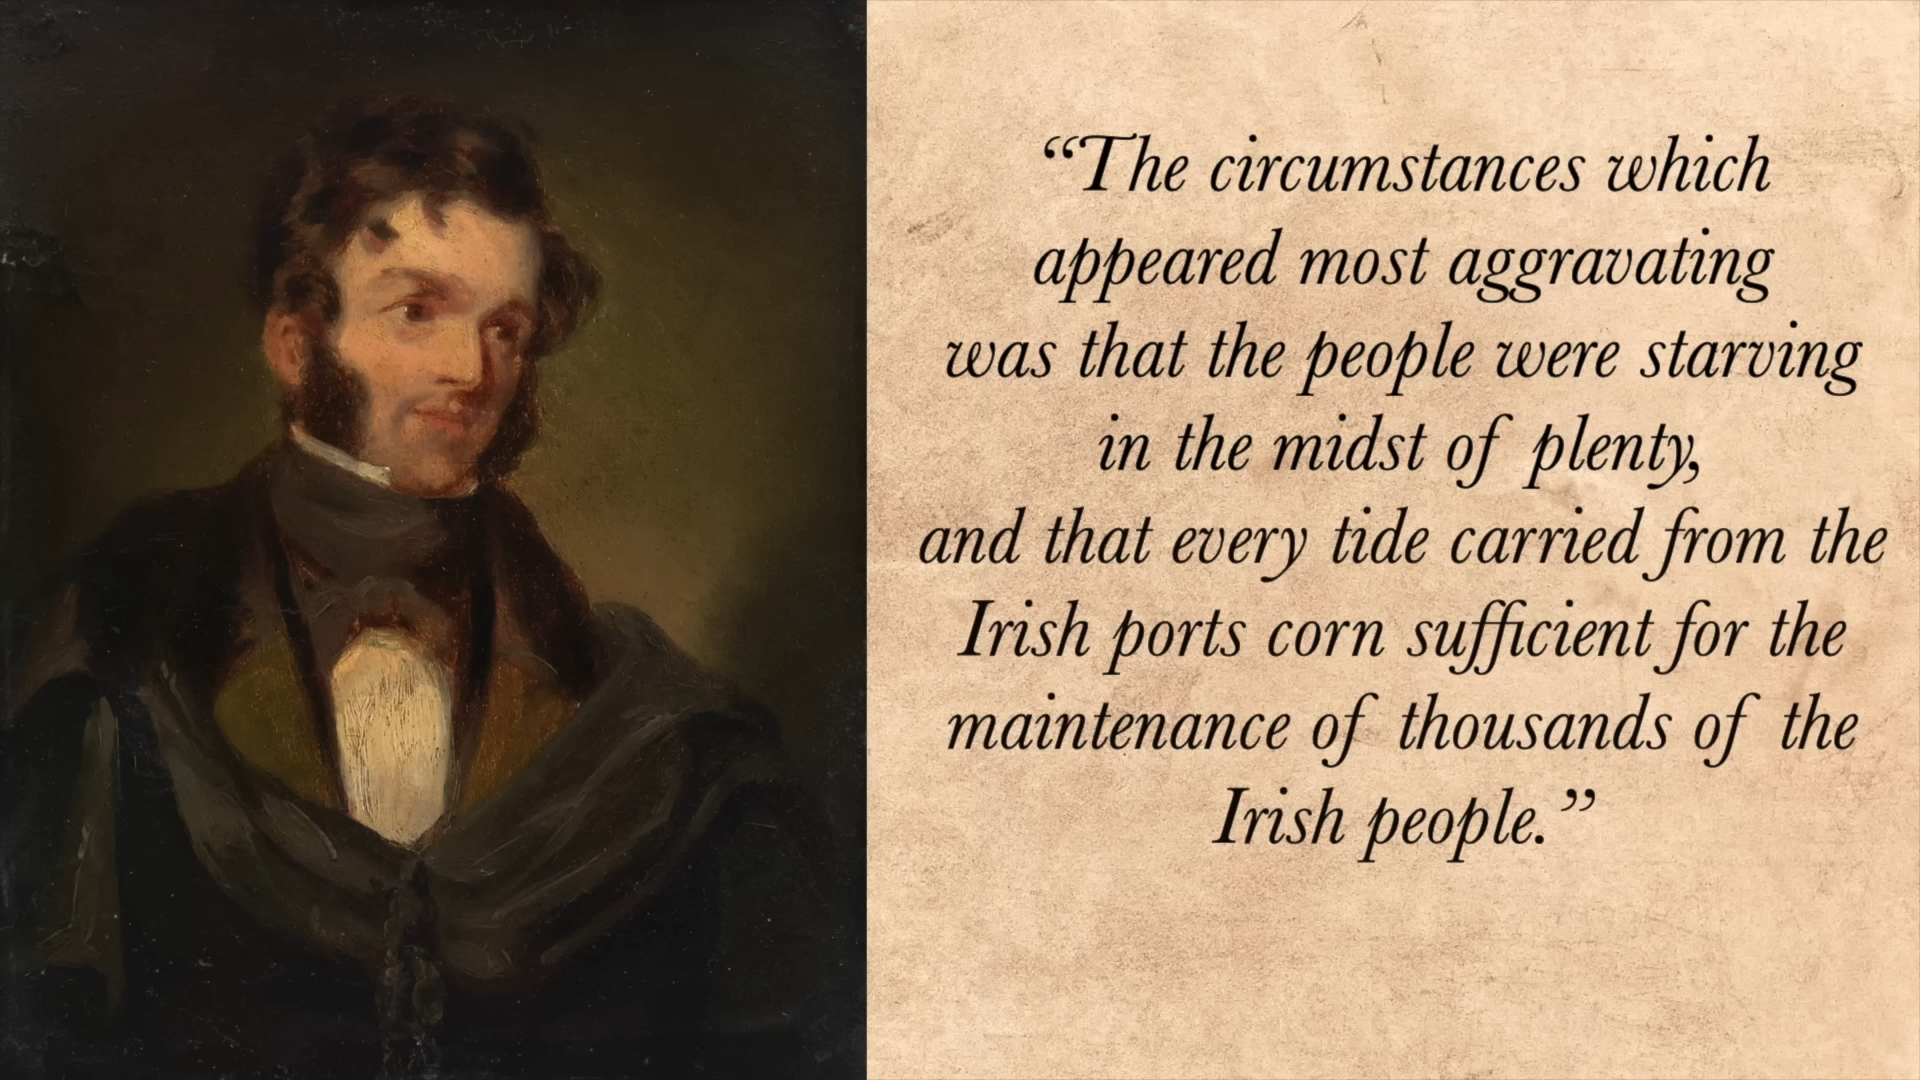 “The circumstances which
appeared most aggravating
was that the people were starving
in the midst of plenty,
and that every tide carried from the
Irish ports corn sufficient for the
maintenance of thousands of the
Irish people.”